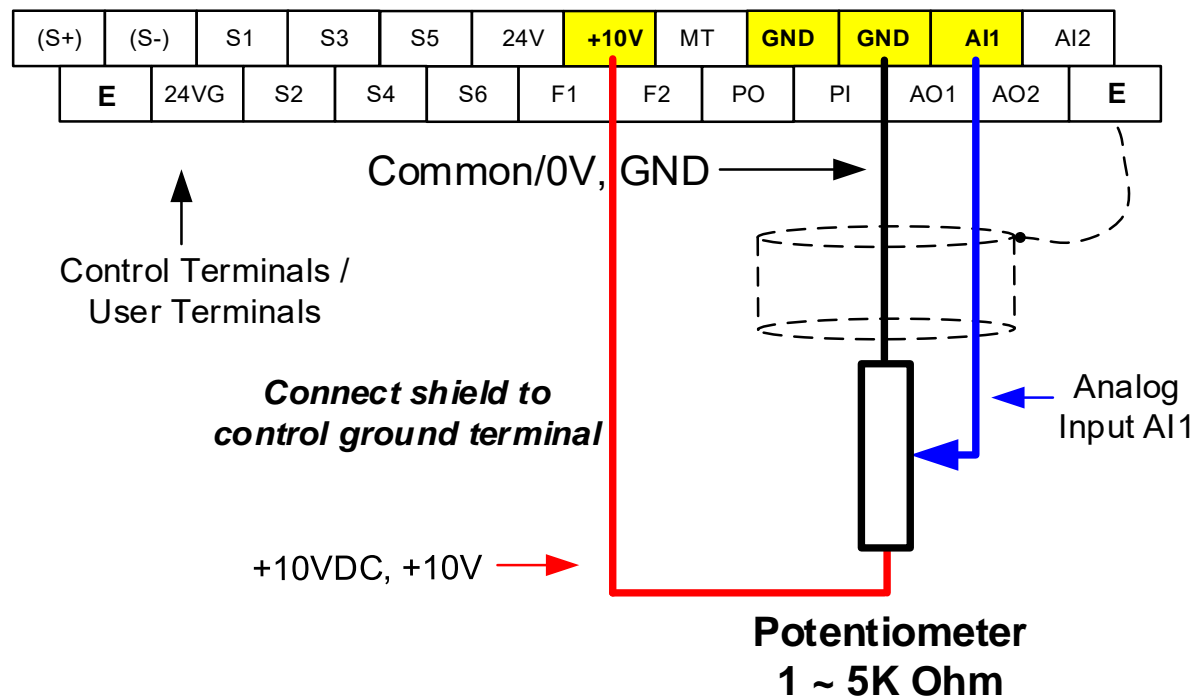 (S+) (S-) S1 S3 S5 24V +10V MT GND GND AI1 AI2
E 24VG S2 S4 S6 F1 F2 PO PI AO1 AO2 E
Common/0V, GND
Control Terminals /
User Terminals
Connect shield to
control ground terminal
Analog
Input AI1
+10VDC, +10V
Potentiometer
1 ~ 5K Ohm